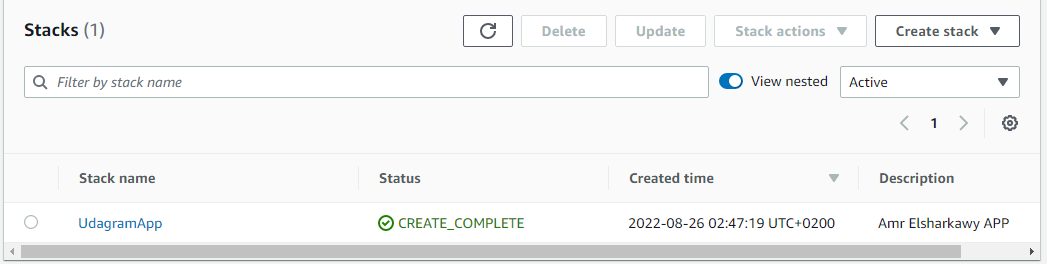 Stacks (1)
Delete
Update
Stack actions
Create stack
Filter by stack name
View nested
Active
1
Stack name
Status
Created time
Description
UdagramApp
CREATE_COMPLETE
2022-08-26 02:47:19 UTC+0200
Amr Elsharkawy APP